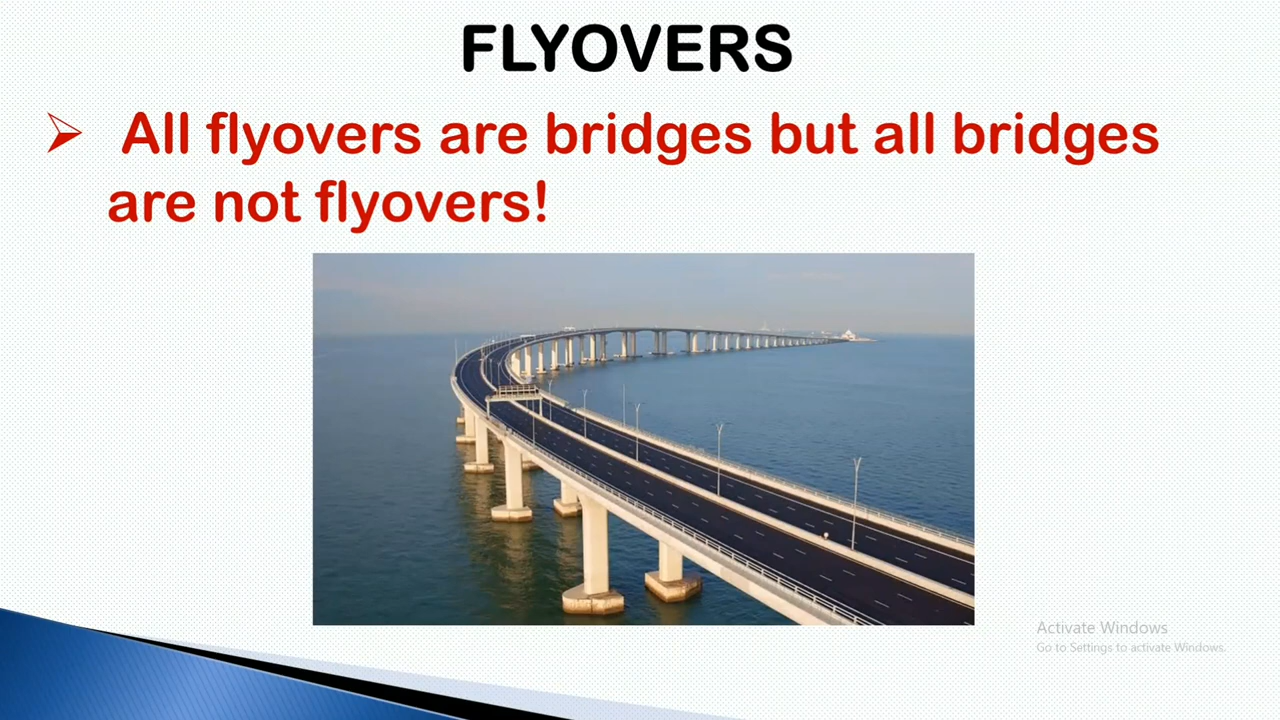 FLYOVERS
All flyovers are bridges but all bridges
are not flyovers!
Activate Windows
Go to Settings to activate Windows.